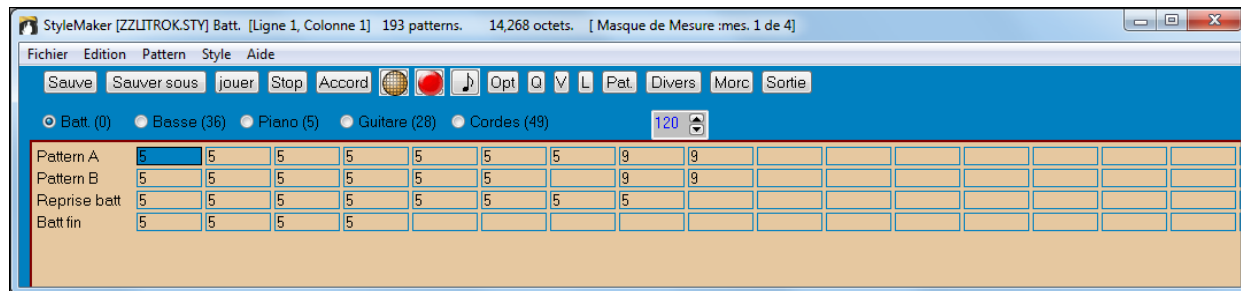 StyleMaker [ZZLITROK.STY] Batt. [Ligne 1, Colonne 1] 193 patterns. 14,268 octets. [ Masque de Mesure :mes. 1 de 4]
Fichier Edition Pattern Style Aide
Sauve Sauver sous jouer Stop Accord Opt Q V L Pat. Divers Morc Sortie
Batt. (0) Basse (36) Piano (5) Guitare (28) Cordes (49) 120
Pattern A 5 5 5 5 5 5 5 9 9
Pattern B 5 5 5 5 5 5 9 9
Reprise batt 5 5 5 5 5 5 5 5
Batt fin 5 5 5 5